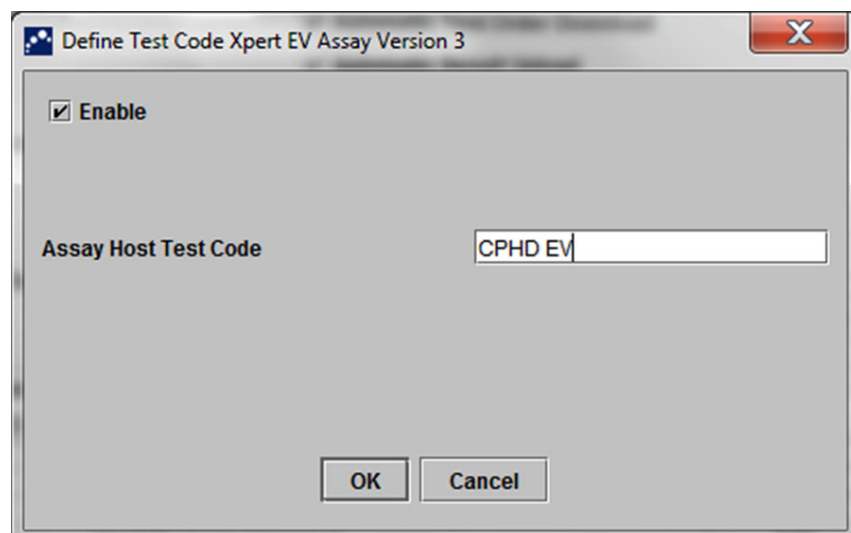 Define Test Code Xpert EV Assay Version 3
Enable
Assay Host Test Code
CPHD EV
OK
Cancel